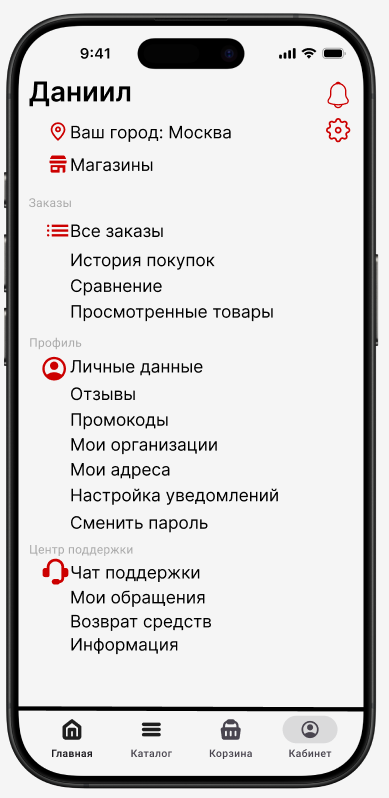 9:41
Даниил
Ваш город: Москва
Магазины
Заказы
Все заказы
История покупок
Сравнение
Просмотренные товары
Профиль
Личные данные
Отзывы
Промокоды
Мои организации
Мои адреса
Настройка уведомлений
Сменить пароль
Центр поддержки
Чат поддержки
Мои обращения
Возврат средств
Информация
Главная
Каталог
Корзина
Кабинет